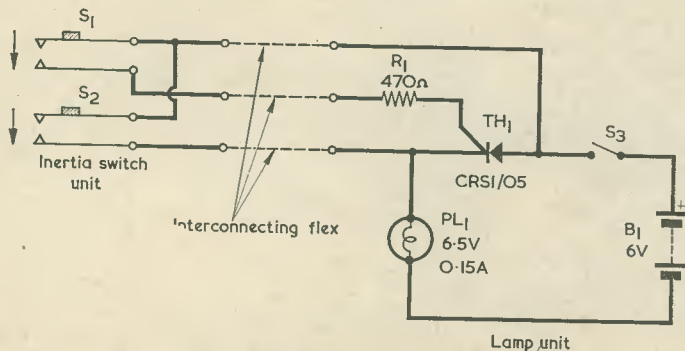 S1
S2
Inertia switch
unit
Interconnecting flex
R1
470Ω
TH1
CRS1/05
S3
PL1
6·5V
0·15A
+
B1
6V
Lamp unit